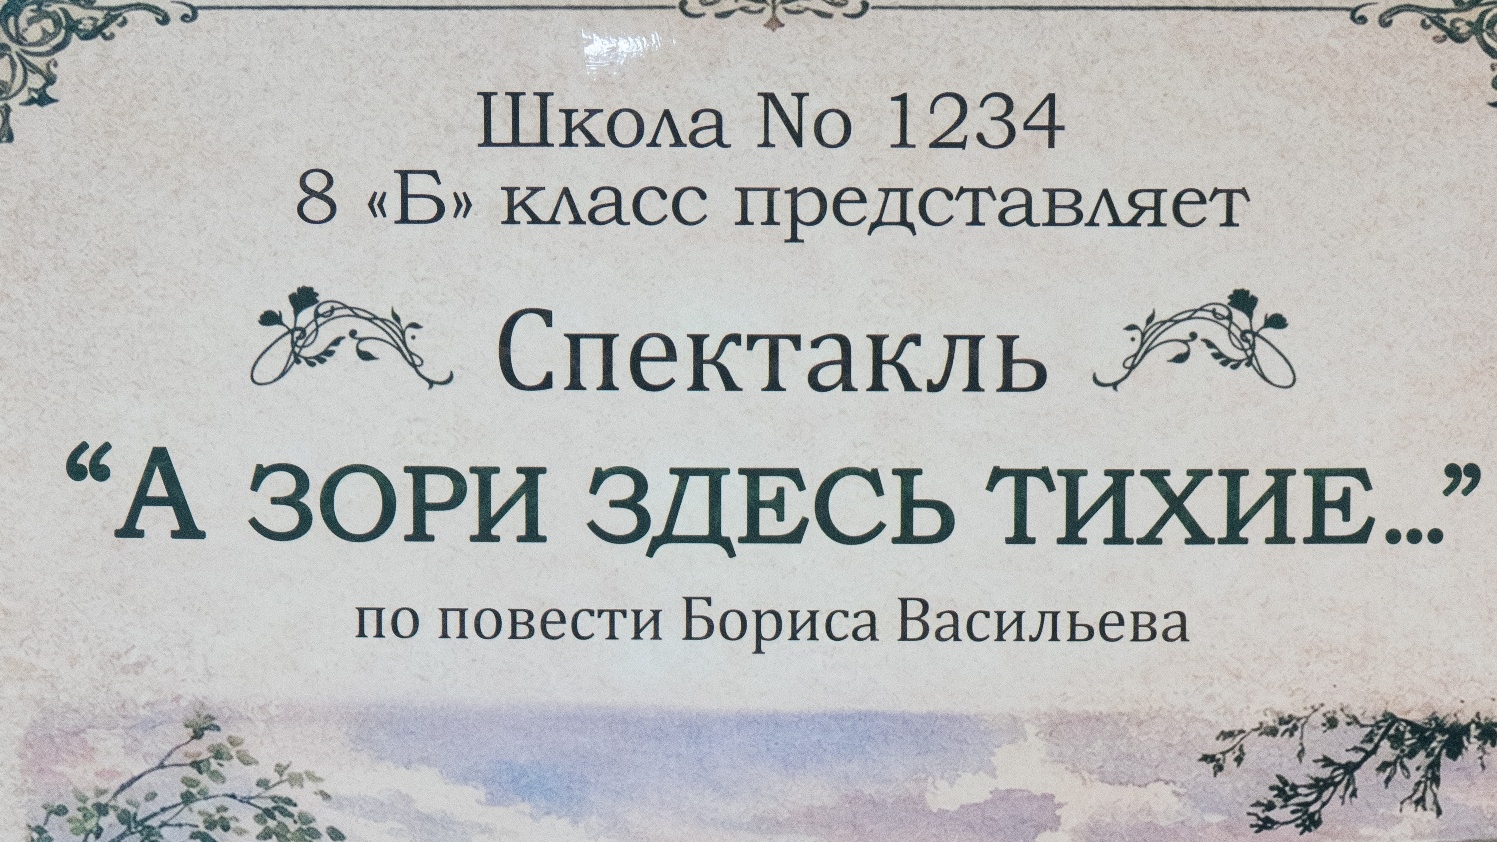 Школа No 1234
8 «Б» класс представляет
Спектакль
“А ЗОРИ ЗДЕСЬ ТИХИЕ...”
по повести Бориса Васильева